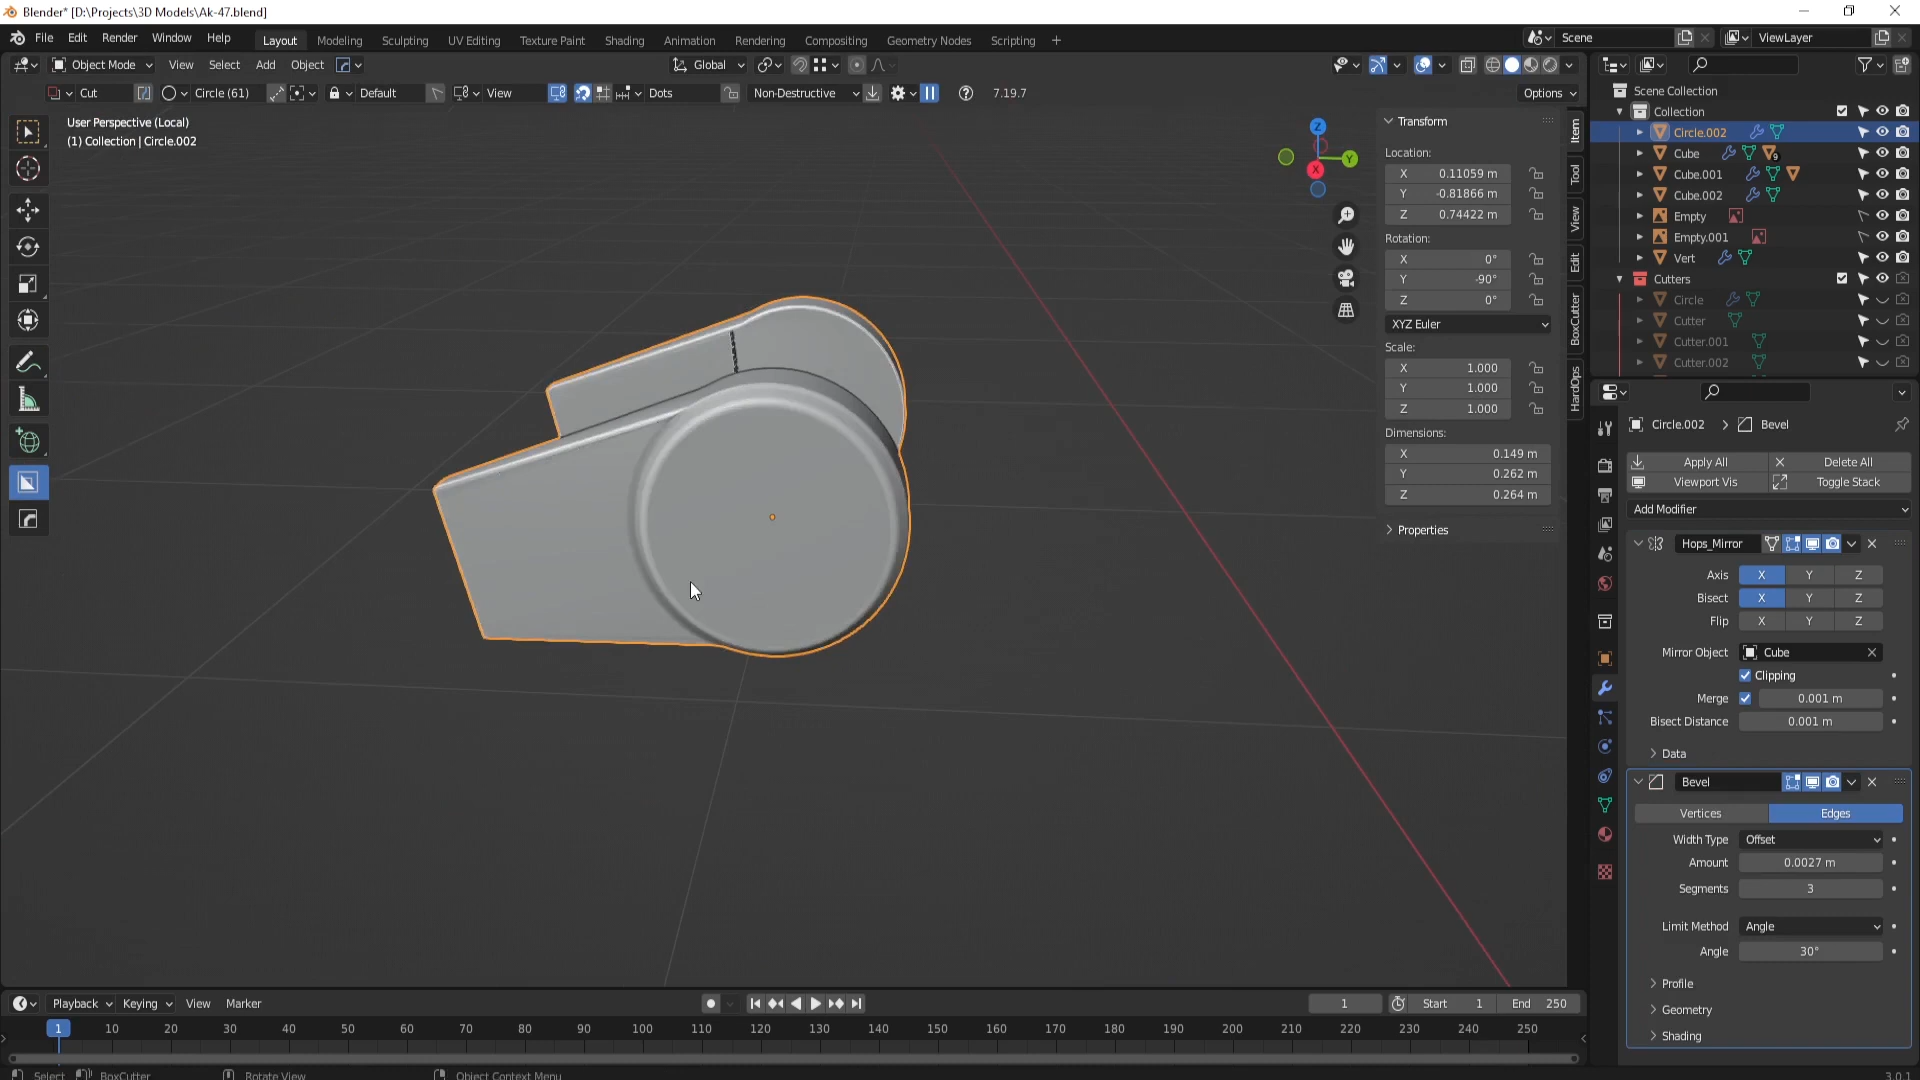 Blender* [D:\Projects\3D Models\Ak-47.blend]
File Edit Render Window Help Layout Modeling Sculpting UV Editing Texture Paint Shading Animation Rendering Compositing Geometry Nodes Scripting + Scene ViewLayer
Object Mode View Select Add Object Global
Cut Circle (61) Default View Dots Non-Destructive 7.19.7 Options
User Perspective (Local)
(1) Collection | Circle.002
Z
Y
X
Transform
Location:
X 0.11059 m
Y -0.81866 m
Z 0.74422 m
Rotation:
X 0°
Y -90°
Z 0°
XYZ Euler
Scale:
X 1.000
Y 1.000
Z 1.000
Dimensions:
X 0.149 m
Y 0.262 m
Z 0.264 m
Properties
Item
Tool
View
Edit
BoxCutter
HardOps
Scene Collection
Collection
Circle.002
Cube 9
Cube.001
Cube.002
Empty
Empty.001
Vert
Cutters
Circle
Cutter
Cutter.001
Cutter.002
Circle.002 Bevel
Apply All Delete All
Viewport Vis Toggle Stack
Add Modifier
Hops_Mirror
Axis X Y Z
Bisect X Y Z
Flip X Y Z
Mirror Object Cube
Clipping
Merge 0.001 m
Bisect Distance 0.001 m
Data
Bevel
Vertices Edges
Width Type Offset
Amount 0.0027 m
Segments 3
Limit Method Angle
Angle 30°
Profile
Geometry
Shading
Playback Keying View Marker 1 Start 1 End 250
1 10 20 30 40 50 60 70 80 90 100 110 120 130 140 150 160 170 180 190 200 210 220 230 240 250
Select BoxCutter Rotate View Object Context Menu 3.0.1